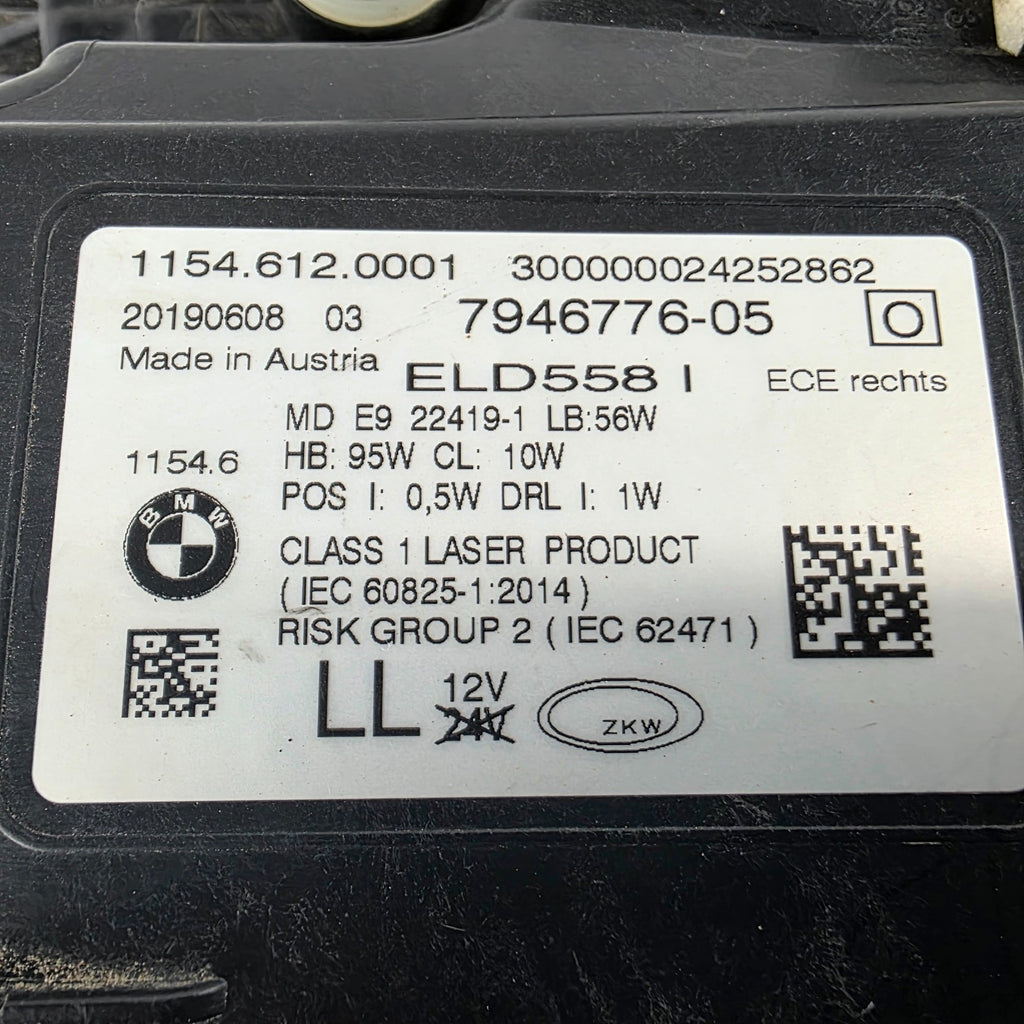 1154.612.0001 300000024252862
20190608 03 7946776-05 O
Made in Austria
ELD558 I ECE rechts
MD E9 22419-1 LB:56W
1154.6 HB: 95W CL: 10W
POS I: 0,5W DRL I: 1W
BMW
CLASS 1 LASER PRODUCT
( IEC 60825-1:2014 )
RISK GROUP 2 ( IEC 62471 )
LL 12V
24V
ZKW